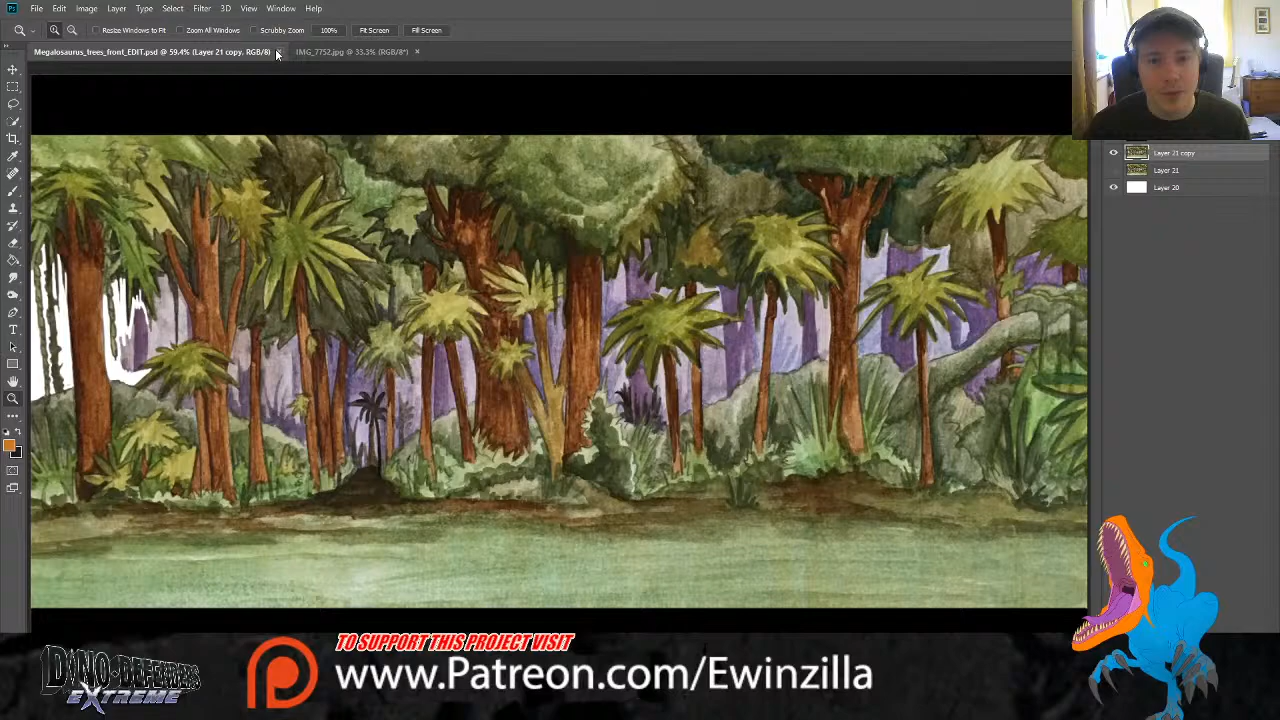 Ps File Edit Image Layer Type Select Filter 3D View Window Help
Resize Windows to Fit Zoom All Windows Scrubby Zoom 100% Fit Screen Fill Screen
Megalosaurus_trees_front_EDIT.psd @ 59.4% (Layer 21 copy, RGB/8) IMG_7752.jpg @ 33.3% (RGB/8*) ×
Layer 21 copy
Layer 21
Layer 20
TO SUPPORT THIS PROJECT VISIT
www.Patreon.com/Ewinzilla
EXTREME